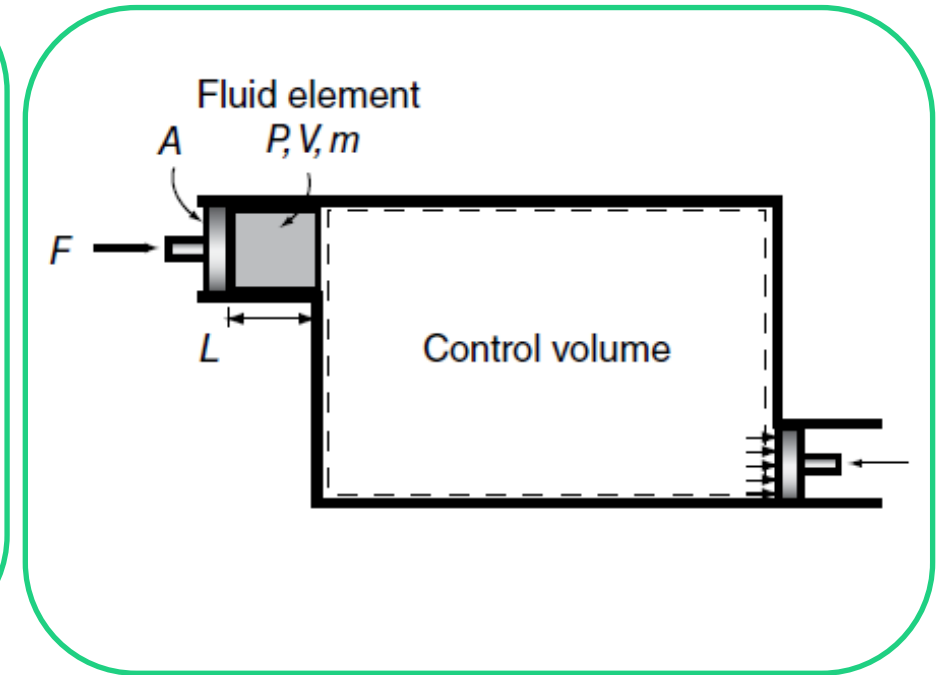 Fluid element
A
P, V, m
F
L
Control volume